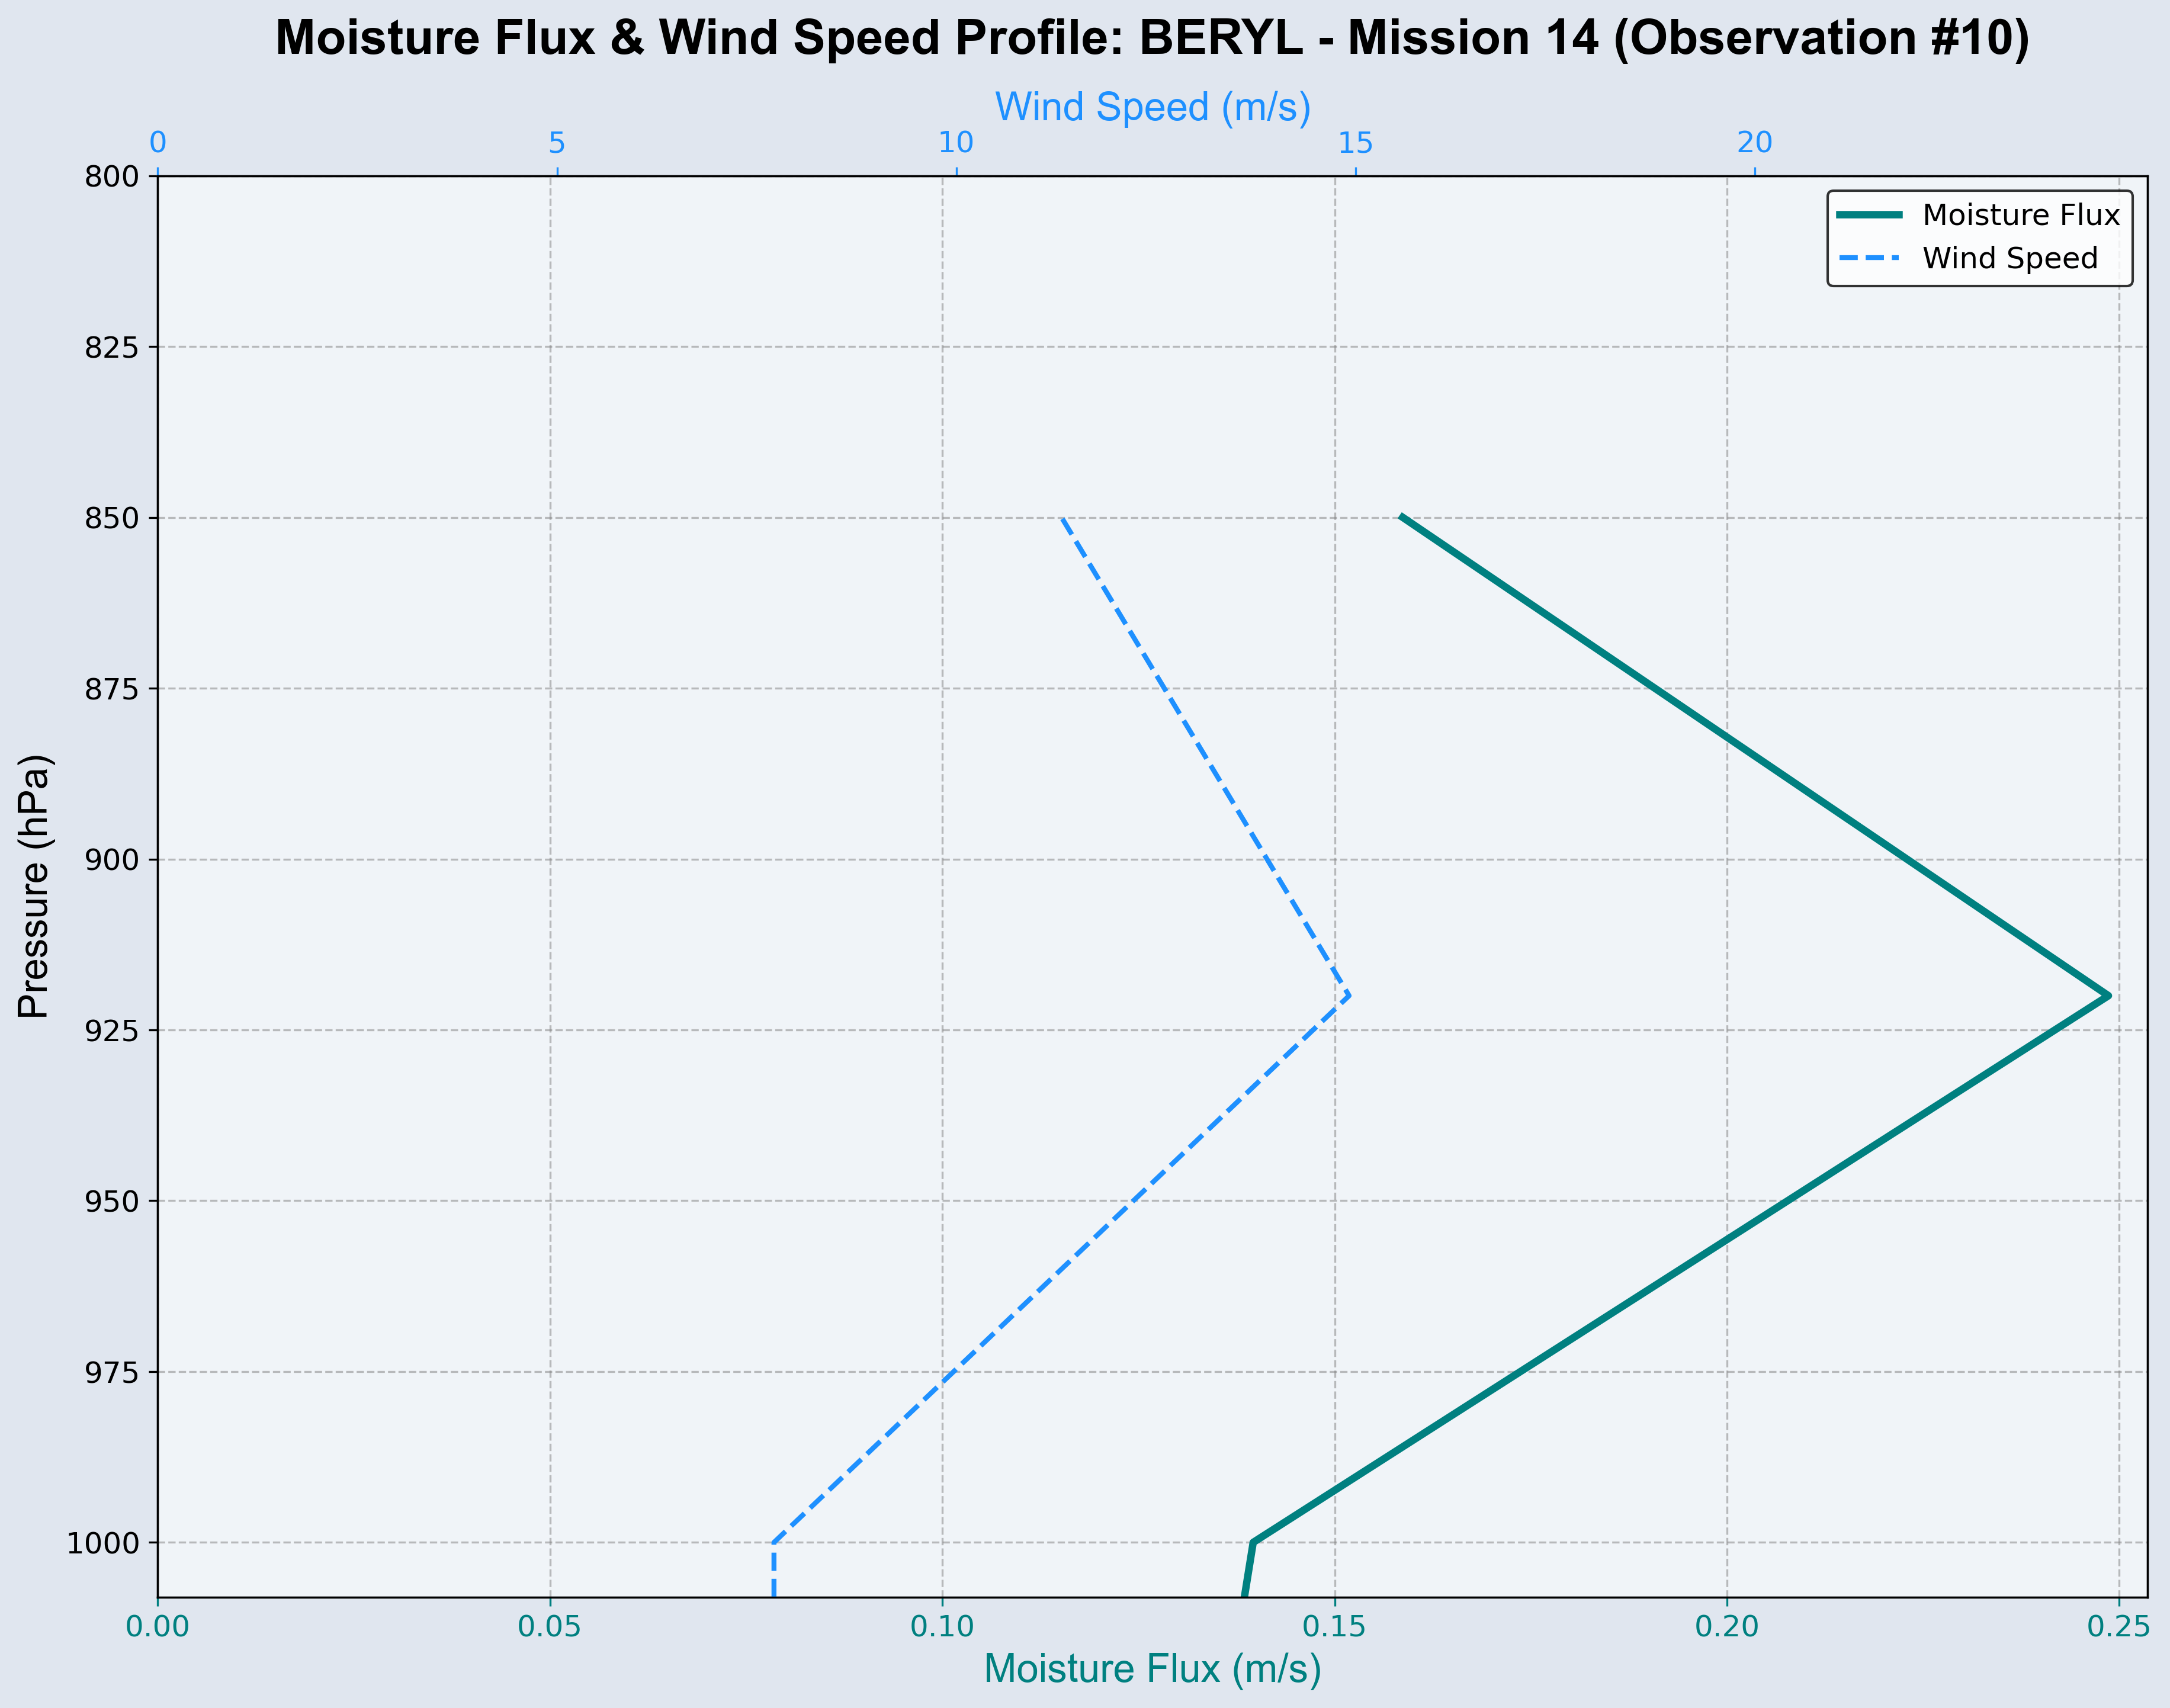 Moisture Flux & Wind Speed Profile: BERYL - Mission 14 (Observation #10)
Wind Speed (m/s)
0 5 10 15 20
Moisture Flux
Wind Speed
800
825
850
875
900
925
950
975
1000
Pressure (hPa)
0.00 0.05 0.10 0.15 0.20 0.25
Moisture Flux (m/s)